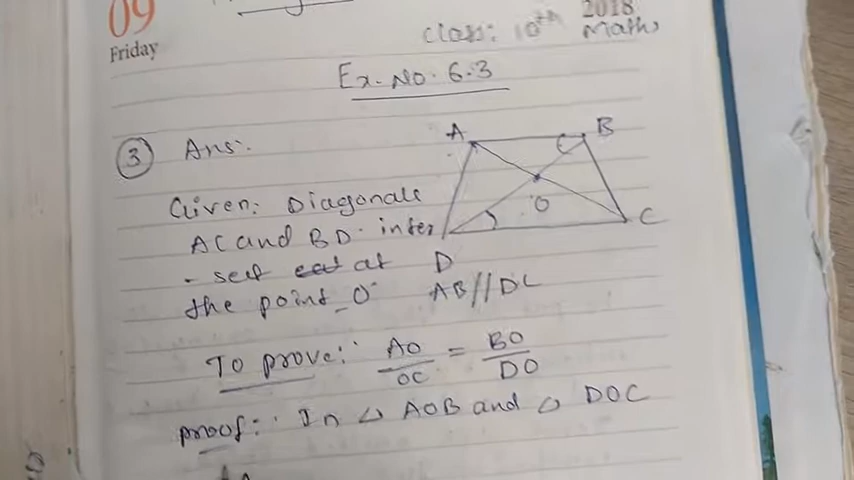 09
Friday
2018
Class: 10th Maths
Ex. No. 6.3
3 Ans:
A
B
Given: Diagonals
O
C
AC and BD. inter
- sect at
D
the point O
AB//DC
To prove: AO/OC = BO/DO
proof: In △ AOB and △ DOC